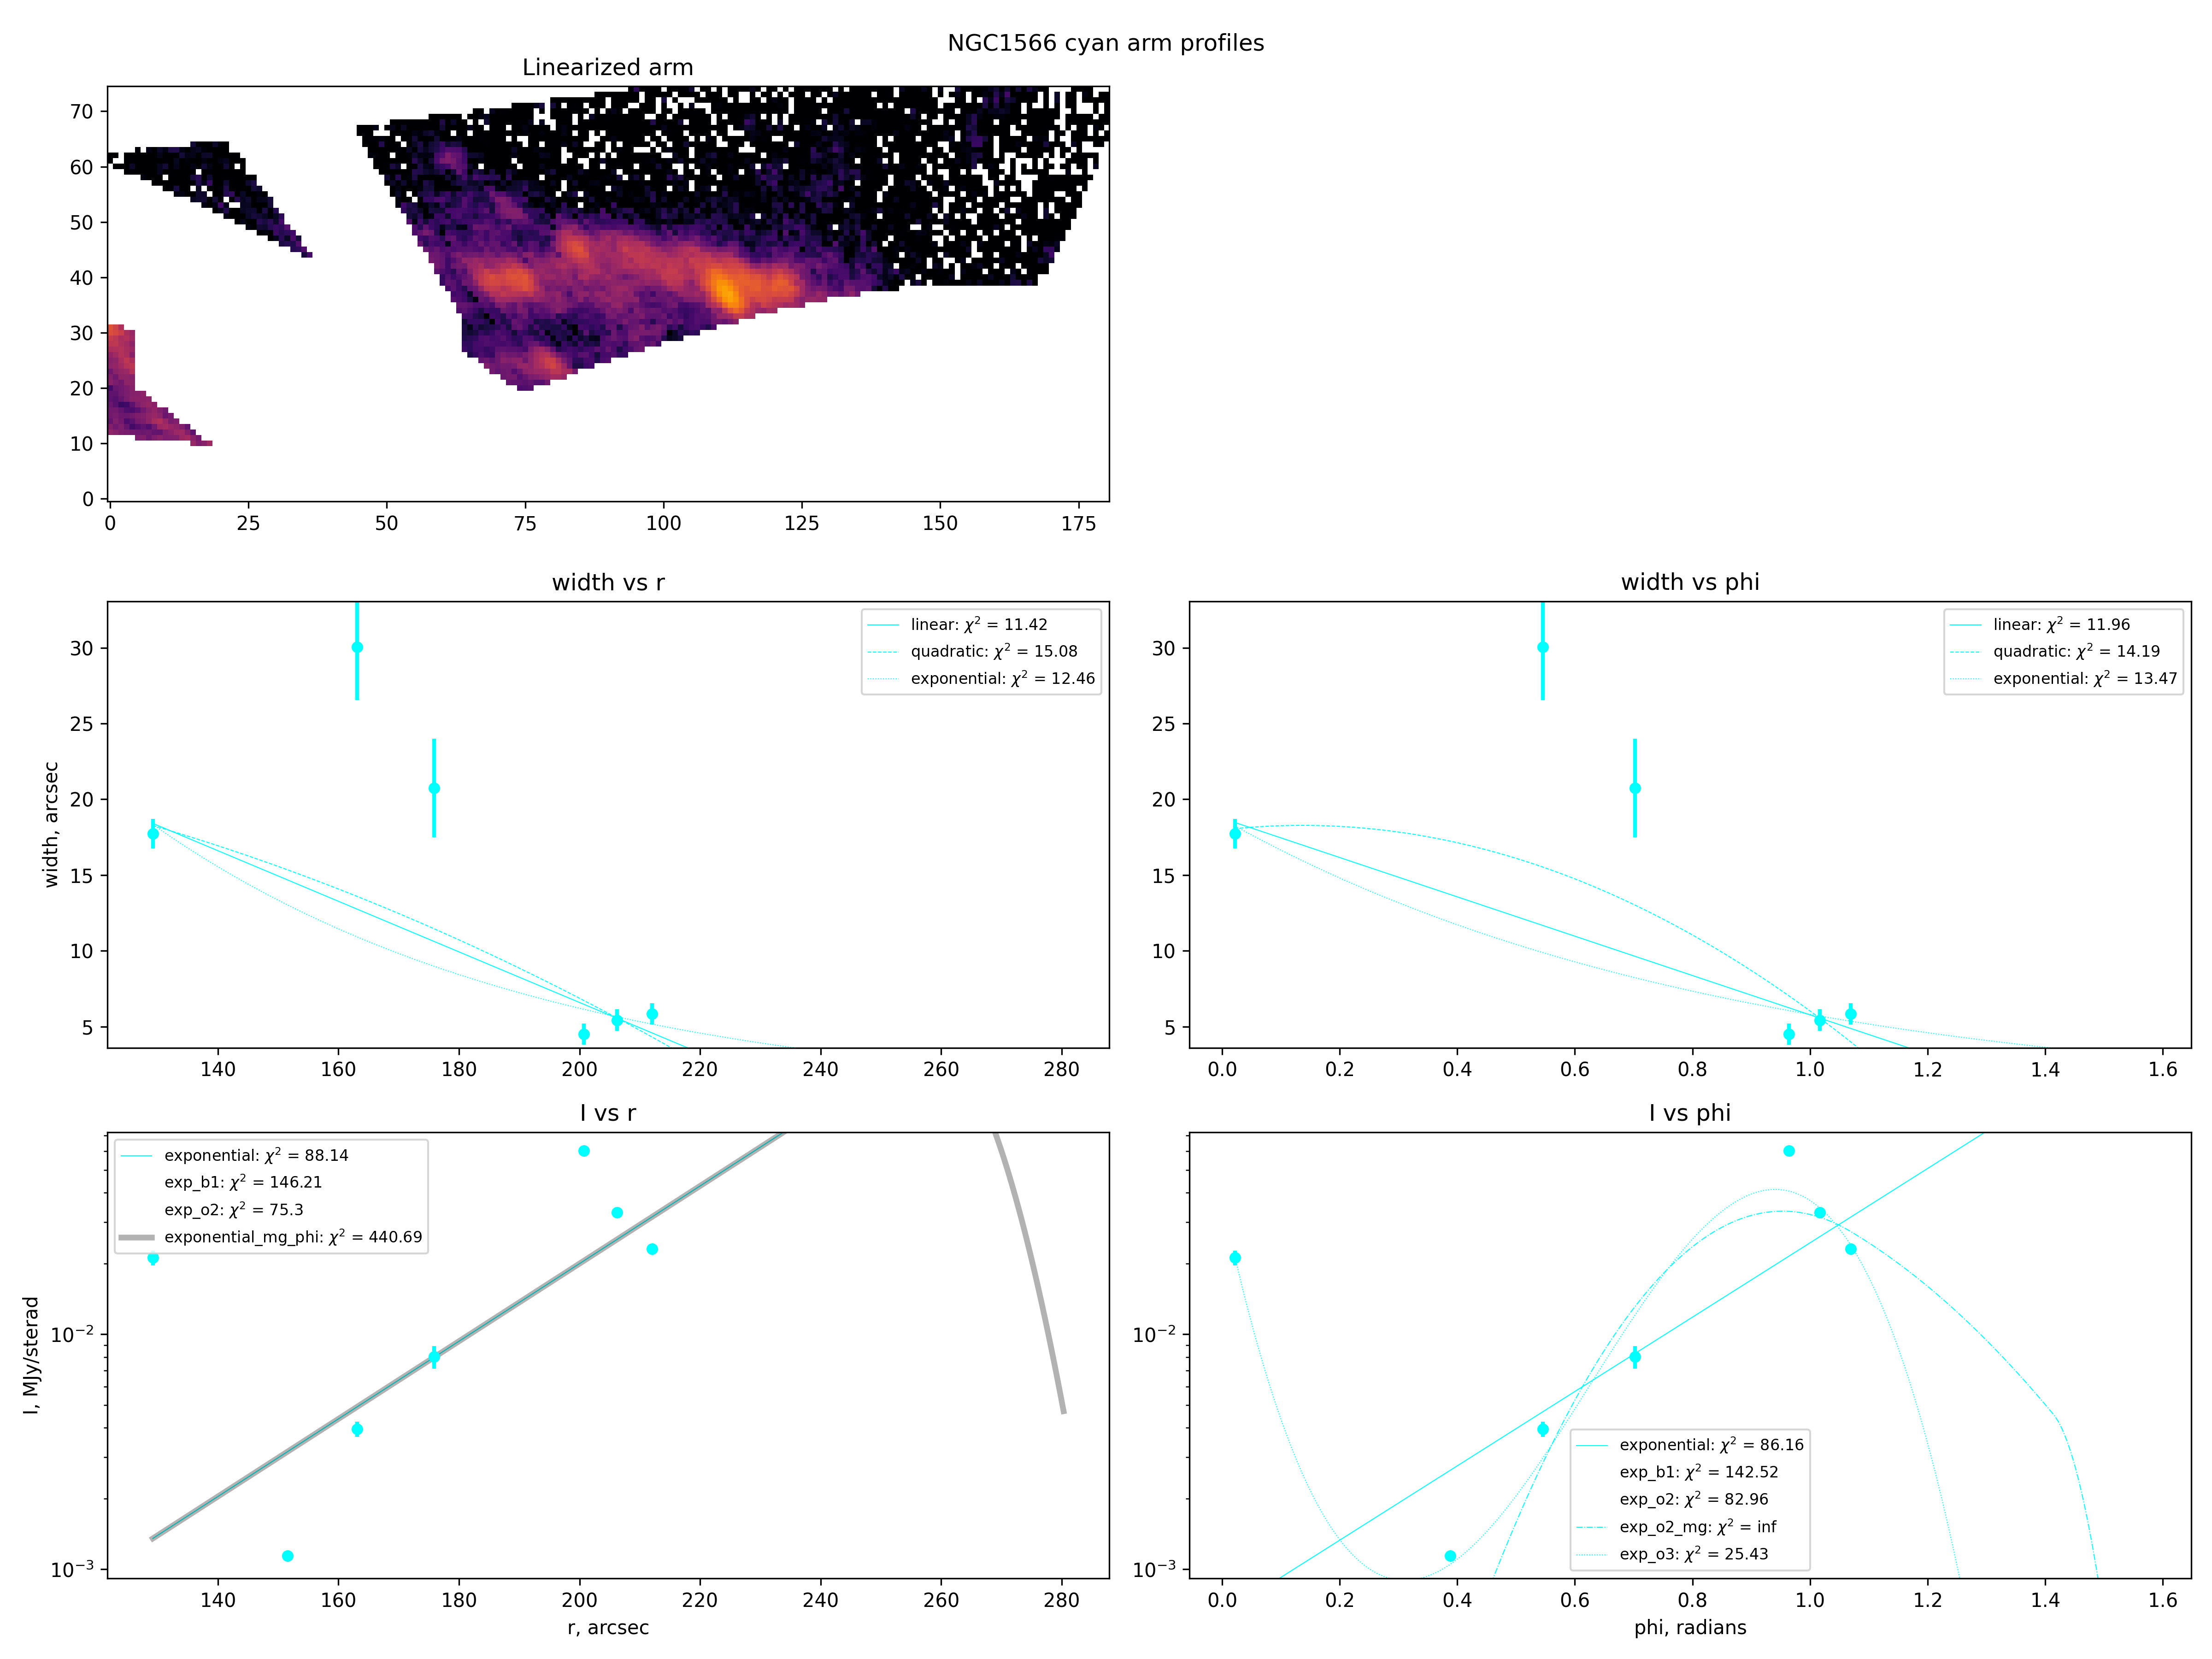 NGC1566 cyan arm profiles
Linearized arm
70
60
50
40
30
20
10
0
0 25 50 75 100 125 150 175
width vs r
width, arcsec
30
25
20
15
10
5
linear: χ² = 11.42
quadratic: χ² = 15.08
exponential: χ² = 12.46
140 160 180 200 220 240 260 280
width vs phi
30
25
20
15
10
5
linear: χ² = 11.96
quadratic: χ² = 14.19
exponential: χ² = 13.47
0.0 0.2 0.4 0.6 0.8 1.0 1.2 1.4 1.6
I vs r
I, MJy/sterad
exponential: χ² = 88.14
exp_b1: χ² = 146.21
exp_o2: χ² = 75.3
exponential_mg_phi: χ² = 440.69
10⁻²
10⁻³
140 160 180 200 220 240 260 280
r, arcsec
I vs phi
10⁻²
10⁻³
exponential: χ² = 86.16
exp_b1: χ² = 142.52
exp_o2: χ² = 82.96
exp_o2_mg: χ² = inf
exp_o3: χ² = 25.43
0.0 0.2 0.4 0.6 0.8 1.0 1.2 1.4 1.6
phi, radians